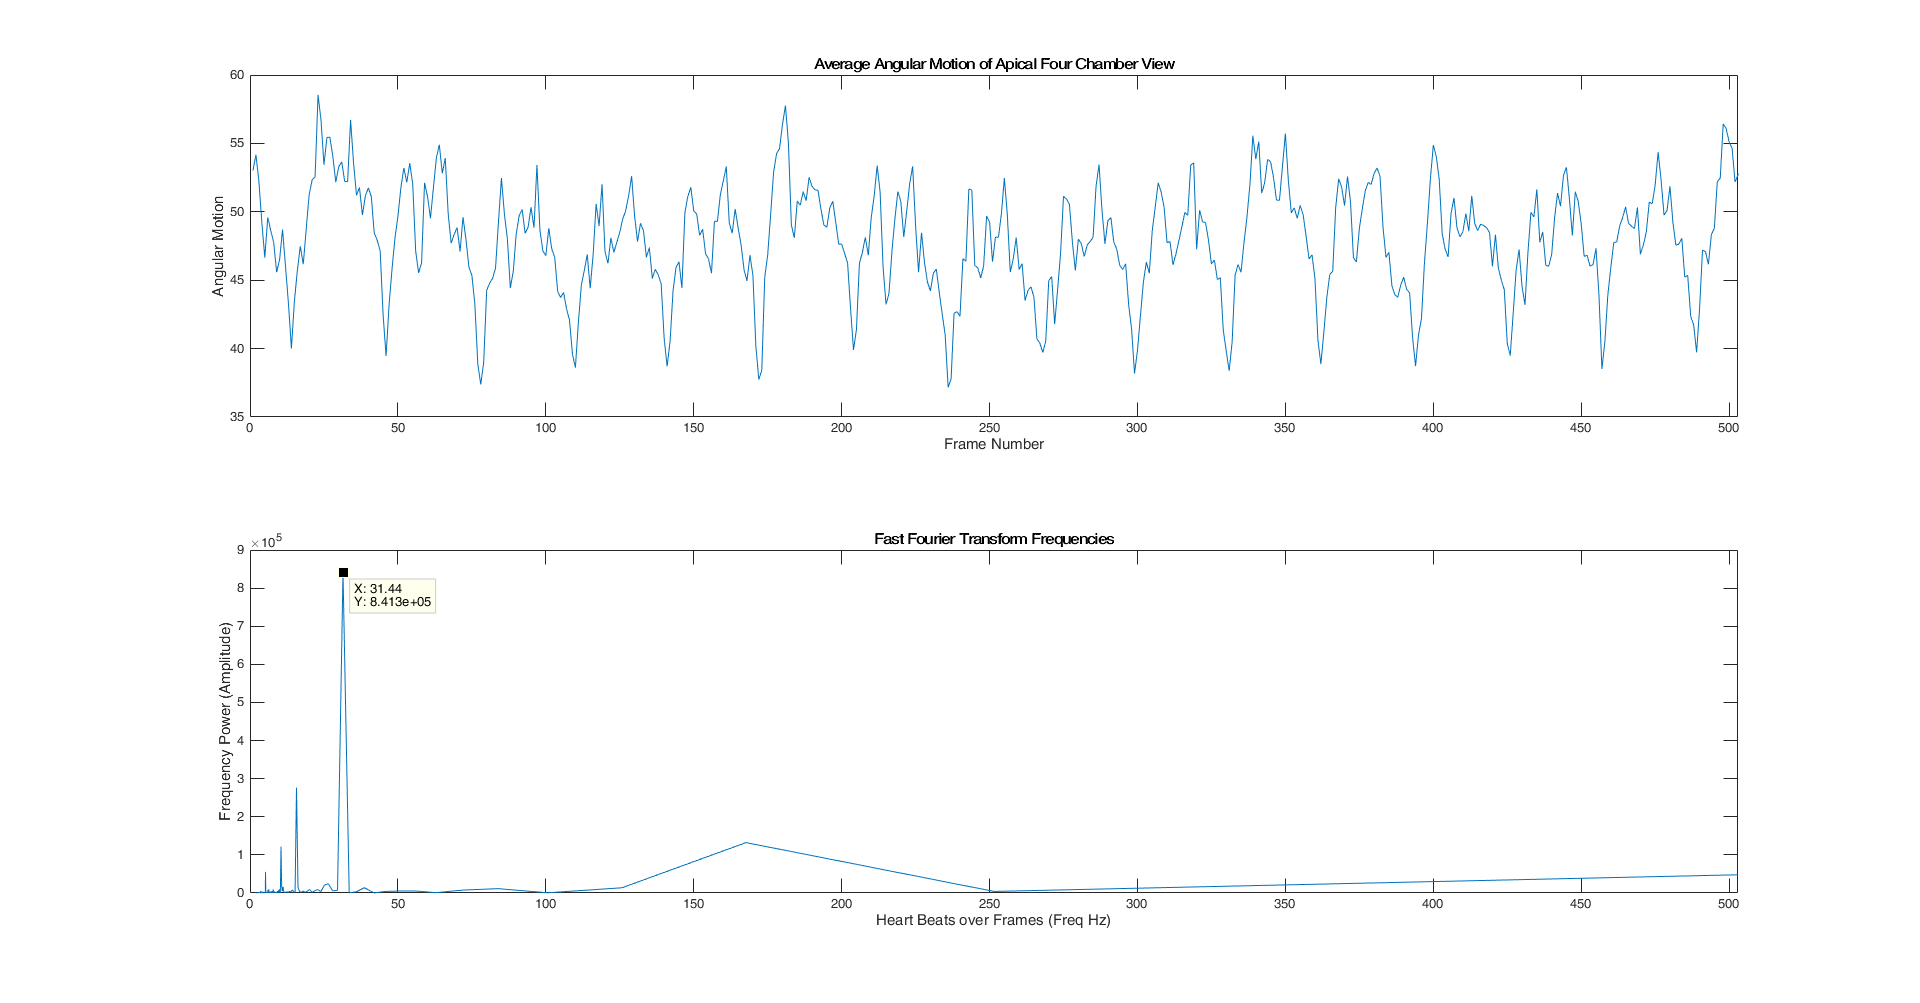 Average Angular Motion of Apical Four Chamber View
60
55
50
45
40
35
Angular Motion
0 50 100 150 200 250 300 350 400 450 500
Frame Number
Fast Fourier Transform Frequencies
×10^5
9
8
7
6
5
4
3
2
1
0
Frequency Power (Amplitude)
X: 31.44
Y: 8.413e+05
0 50 100 150 200 250 300 350 400 450 500
Heart Beats over Frames (Freq Hz)